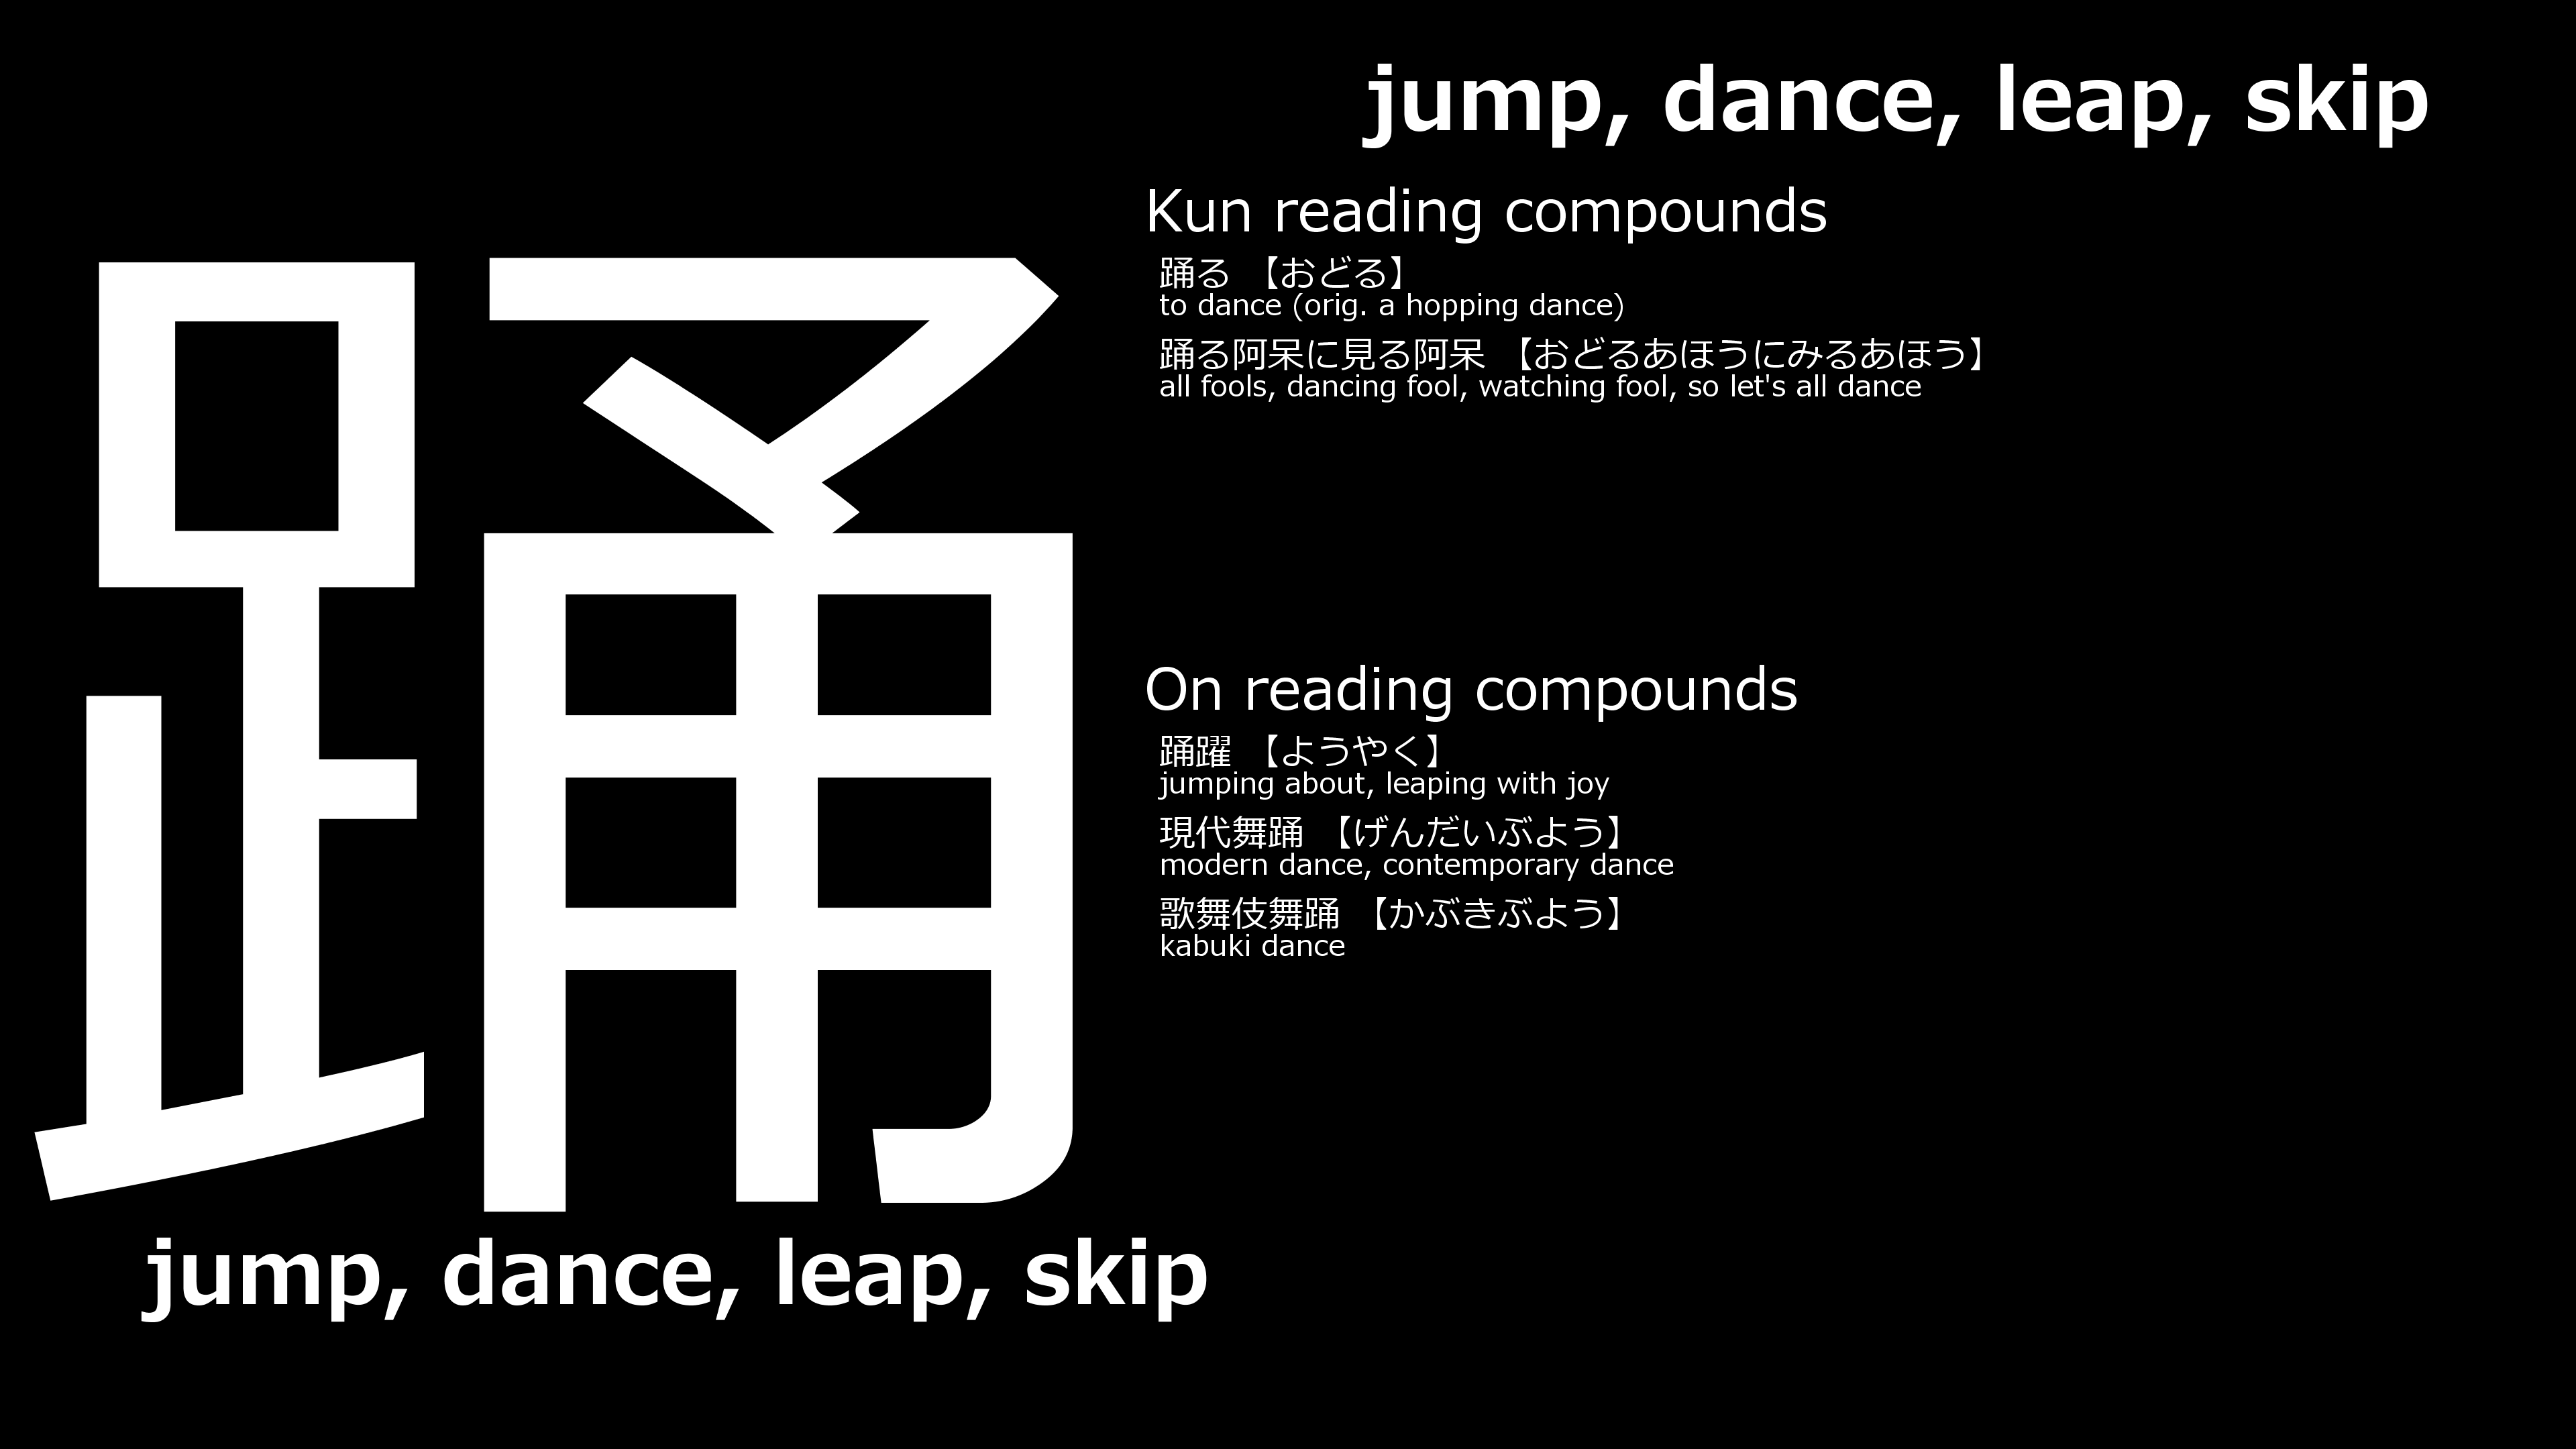 踊
jump, dance, leap, skip
jump, dance, leap, skip
Kun reading compounds
踊る 【おどる】
to dance (orig. a hopping dance)
踊る阿呆に見る阿呆 【おどるあほうにみるあほう】
all fools, dancing fool, watching fool, so let's all dance
On reading compounds
踊躍 【ようやく】
jumping about, leaping with joy
現代舞踊 【げんだいぶよう】
modern dance, contemporary dance
歌舞伎舞踊 【かぶきぶよう】
kabuki dance